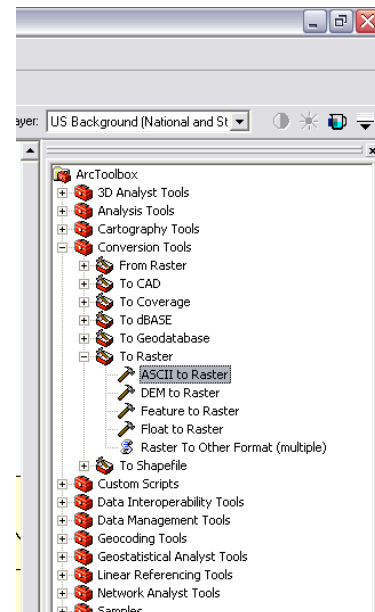 ayer: US Background (National and St
ArcToolbox
3D Analyst Tools
Analysis Tools
Cartography Tools
Conversion Tools
From Raster
To CAD
To Coverage
To dBASE
To Geodatabase
To Raster
ASCII to Raster
DEM to Raster
Feature to Raster
Float to Raster
Raster To Other Format (multiple)
To Shapefile
Custom Scripts
Data Interoperability Tools
Data Management Tools
Geocoding Tools
Geostatistical Analyst Tools
Linear Referencing Tools
Network Analyst Tools
Samples